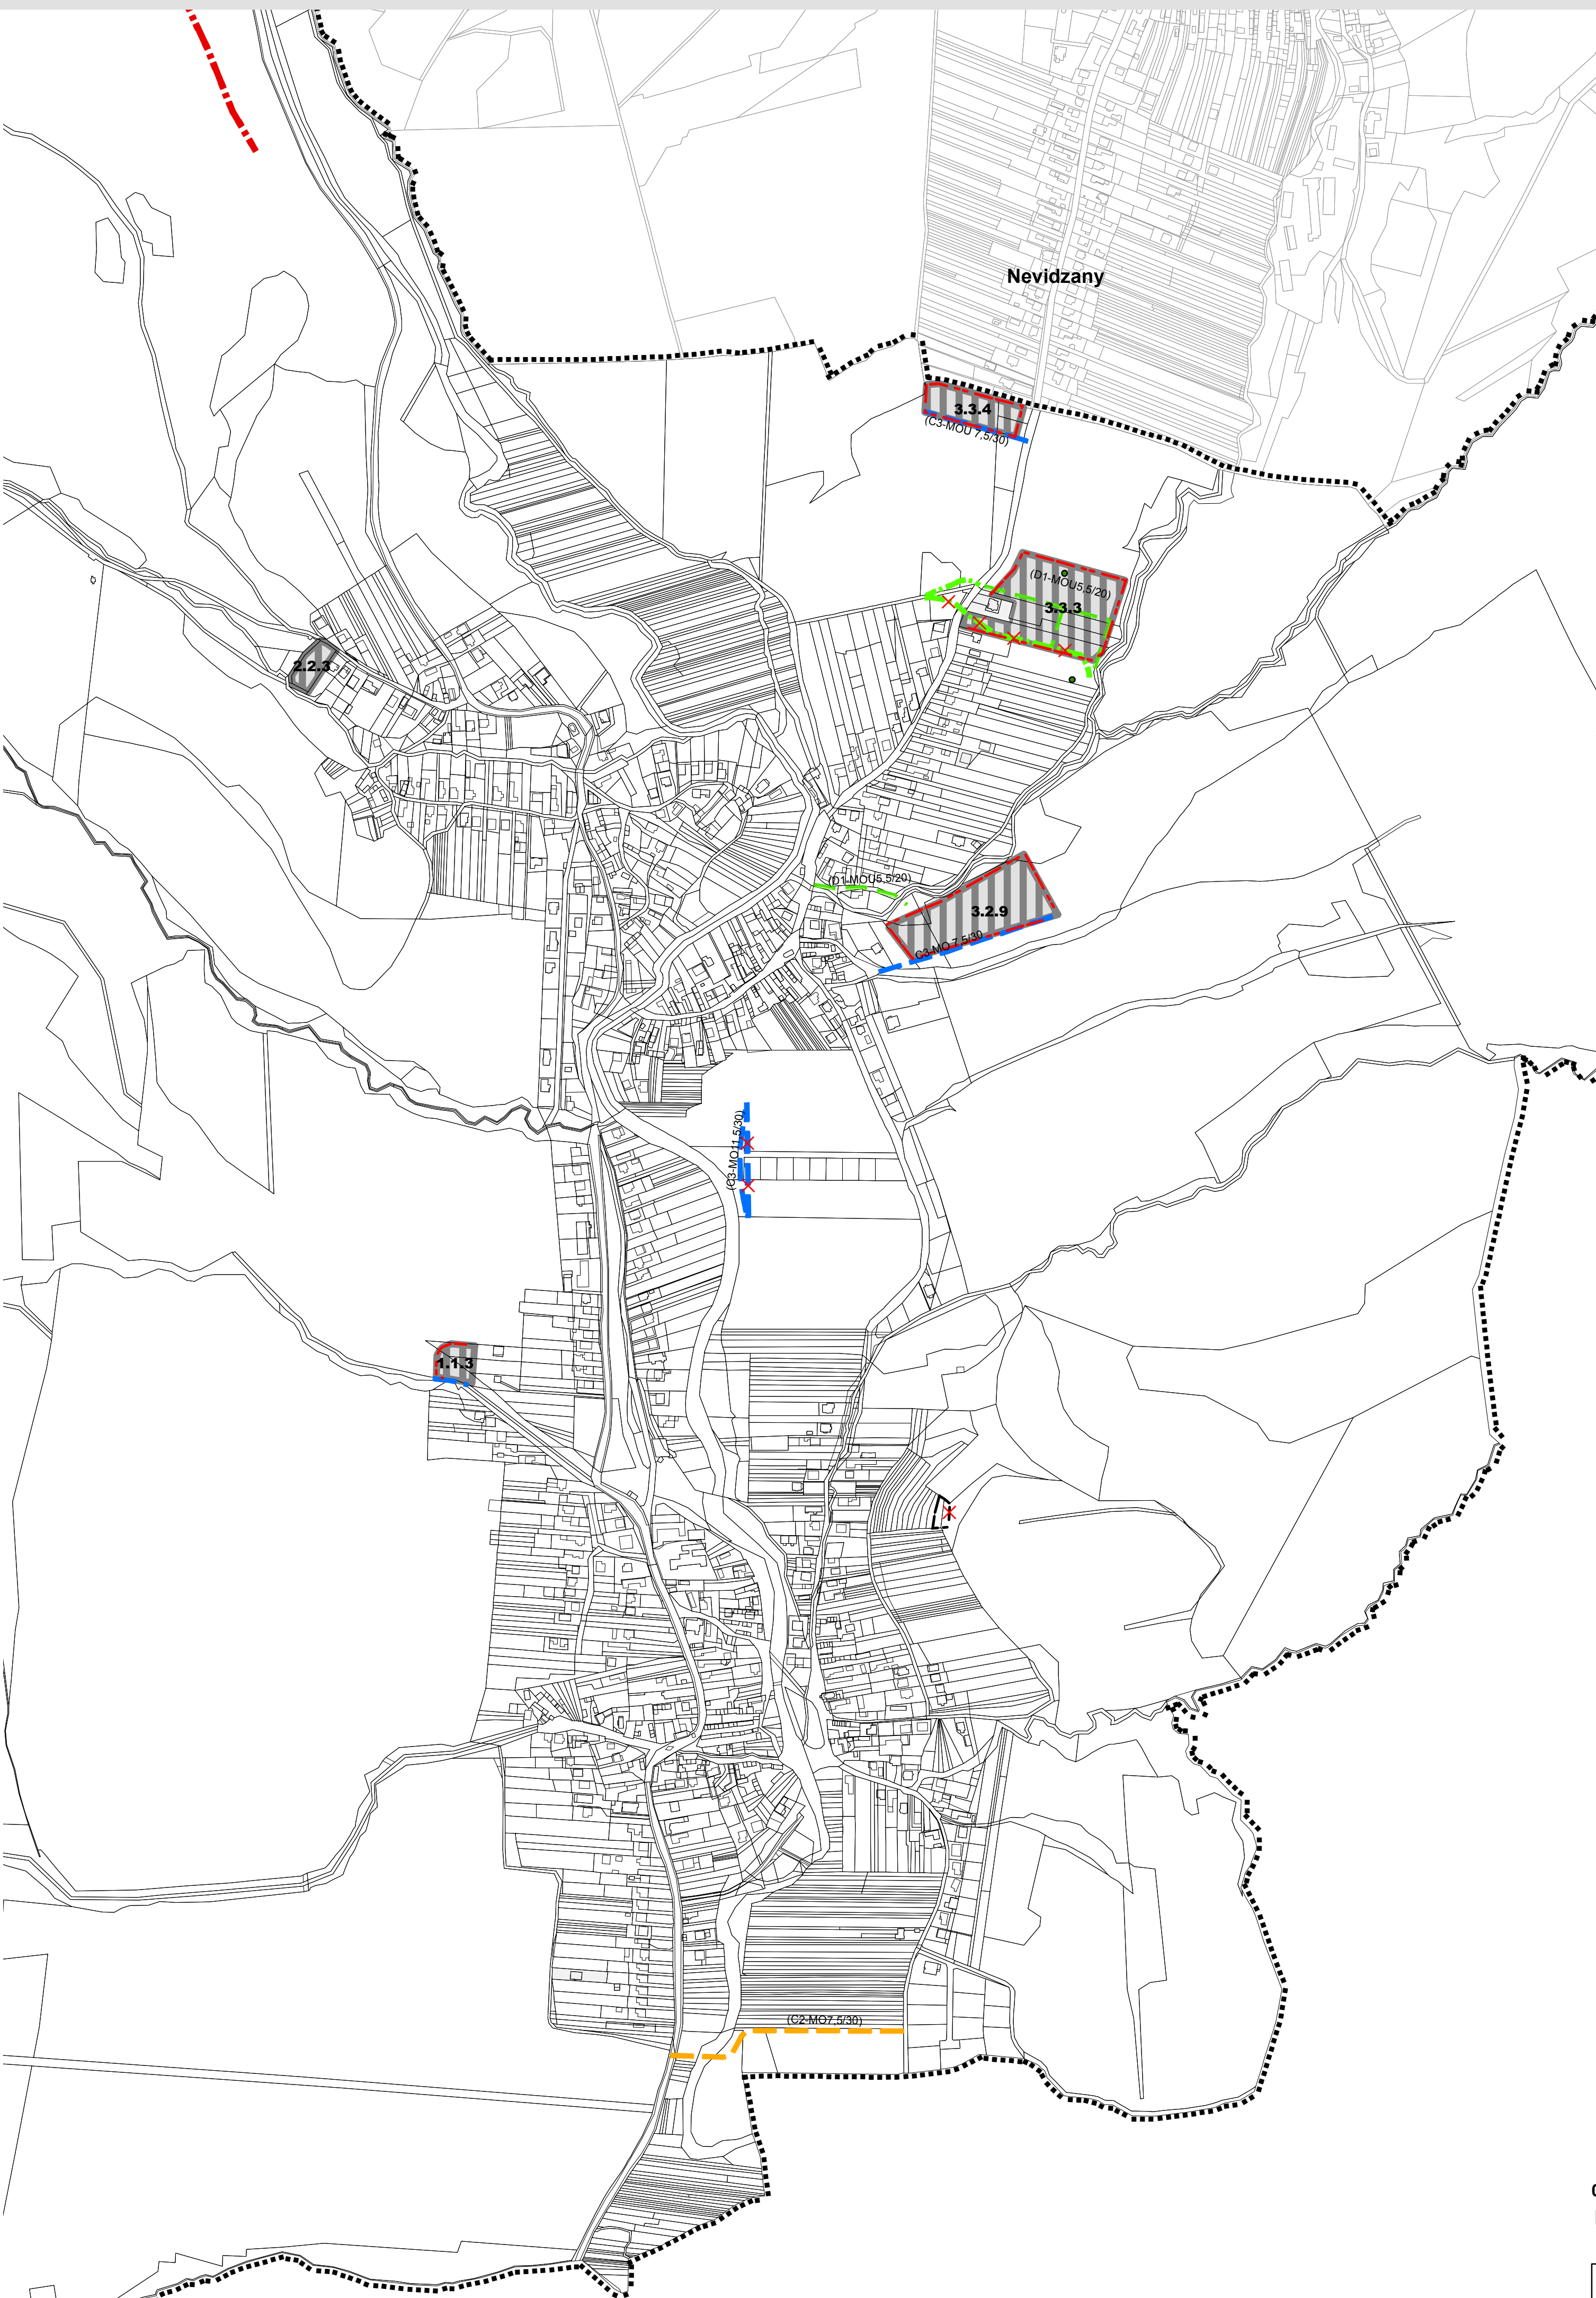 Nevidzany
3.3.4
(C3-MOU 7,5/30)
(D1-MOU5,5/20)
3.3.3
2.2.3
(D1-MOU5,5/20)
3.2.9
C3-MO 7,5/30
(C3-MO11,5/30)
1.1.3
(C2-MO7,5/30)